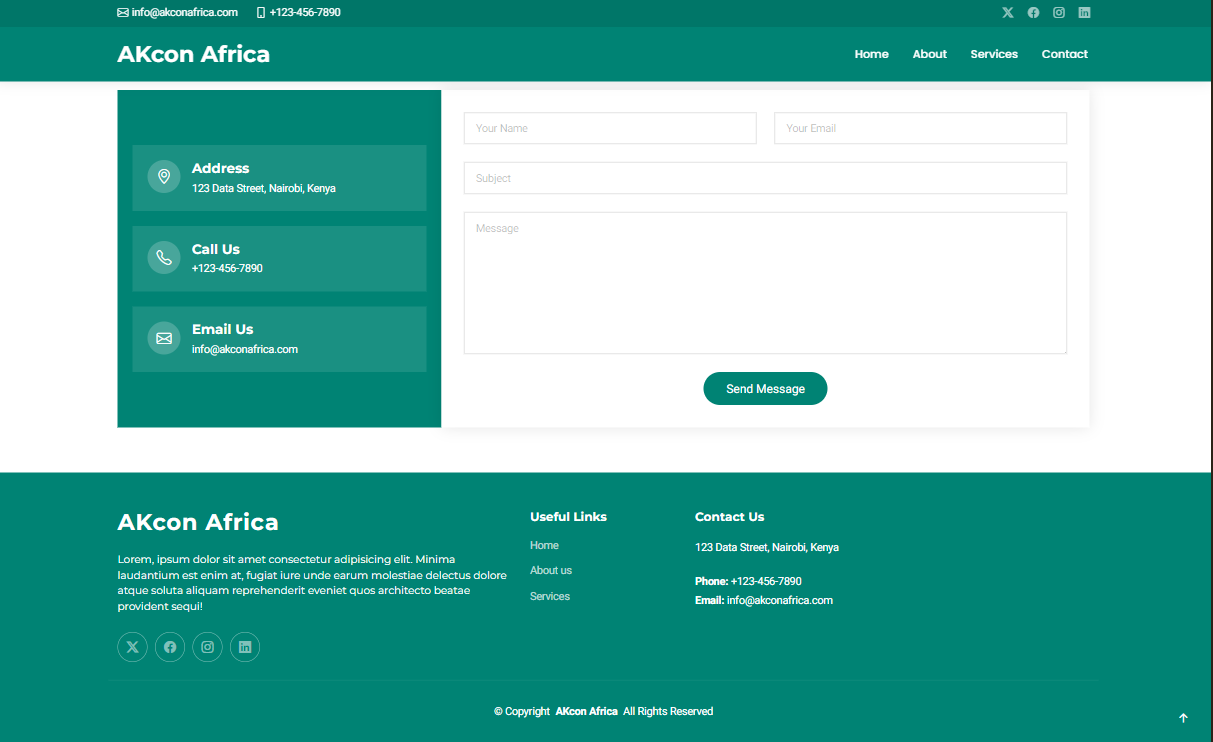 info@akconafrica.com +123-456-7890
AKcon Africa
Home About Services Contact
Address
123 Data Street, Nairobi, Kenya
Call Us
+123-456-7890
Email Us
info@akconafrica.com
Your Name
Your Email
Subject
Message
Send Message
AKcon Africa
Lorem, ipsum dolor sit amet consectetur adipisicing elit. Minima
laudantium est enim at, fugiat iure unde earum molestiae delectus dolore
atque soluta aliquam reprehenderit eveniet quos architecto beatae
provident sequi!
Useful Links
Home
About us
Services
Contact Us
123 Data Street, Nairobi, Kenya
Phone: +123-456-7890
Email: info@akconafrica.com
© Copyright AKcon Africa All Rights Reserved